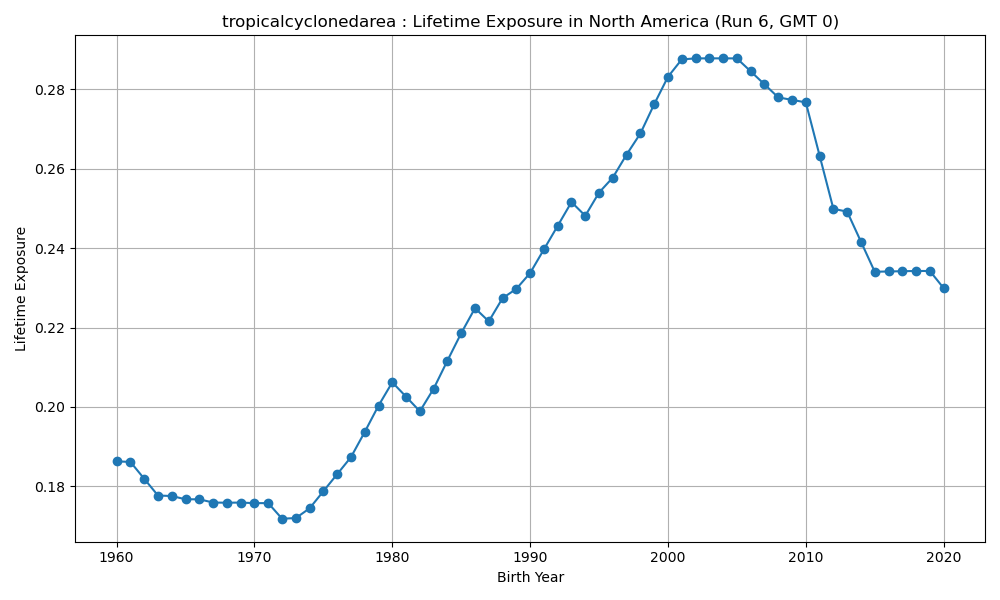 tropicalcyclonedarea : Lifetime Exposure in North America (Run 6, GMT 0)
Lifetime Exposure
0.28
0.26
0.24
0.22
0.20
0.18
1960 1970 1980 1990 2000 2010 2020
Birth Year